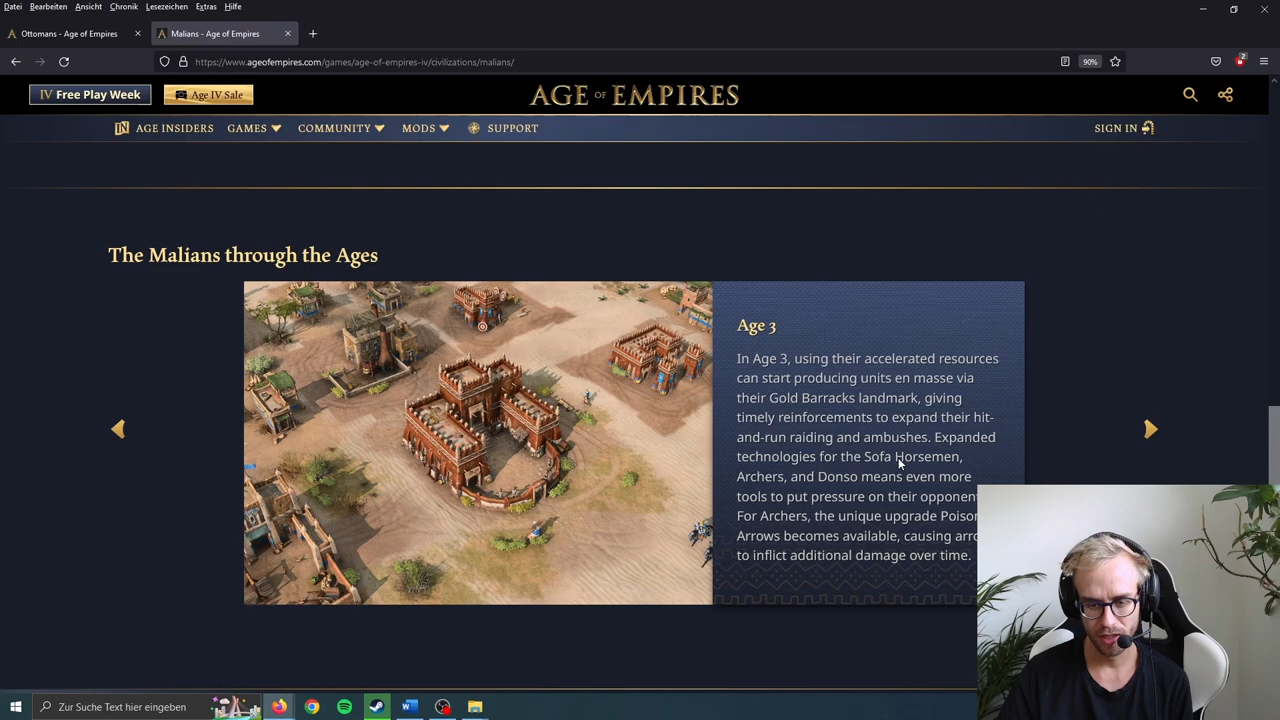 Datei Bearbeiten Ansicht Chronik Lesezeichen Extras Hilfe
Ottomans - Age of Empires
Malians - Age of Empires
https://www.ageofempires.com/games/age-of-empires-iv/civilizations/malians/
90%
2
IV Free Play Week
Age IV Sale
AGE OF EMPIRES
AGE INSIDERS GAMES COMMUNITY MODS SUPPORT SIGN IN
The Malians through the Ages
Age 3
In Age 3, using their accelerated resources
can start producing units en masse via
their Gold Barracks landmark, giving
timely reinforcements to expand their hit-
and-run raiding and ambushes. Expanded
technologies for the Sofa Horsemen,
Archers, and Donso means even more
tools to put pressure on their opponen
For Archers, the unique upgrade Poison
Arrows becomes available, causing arro
to inflict additional damage over time.
Zur Suche Text hier eingeben